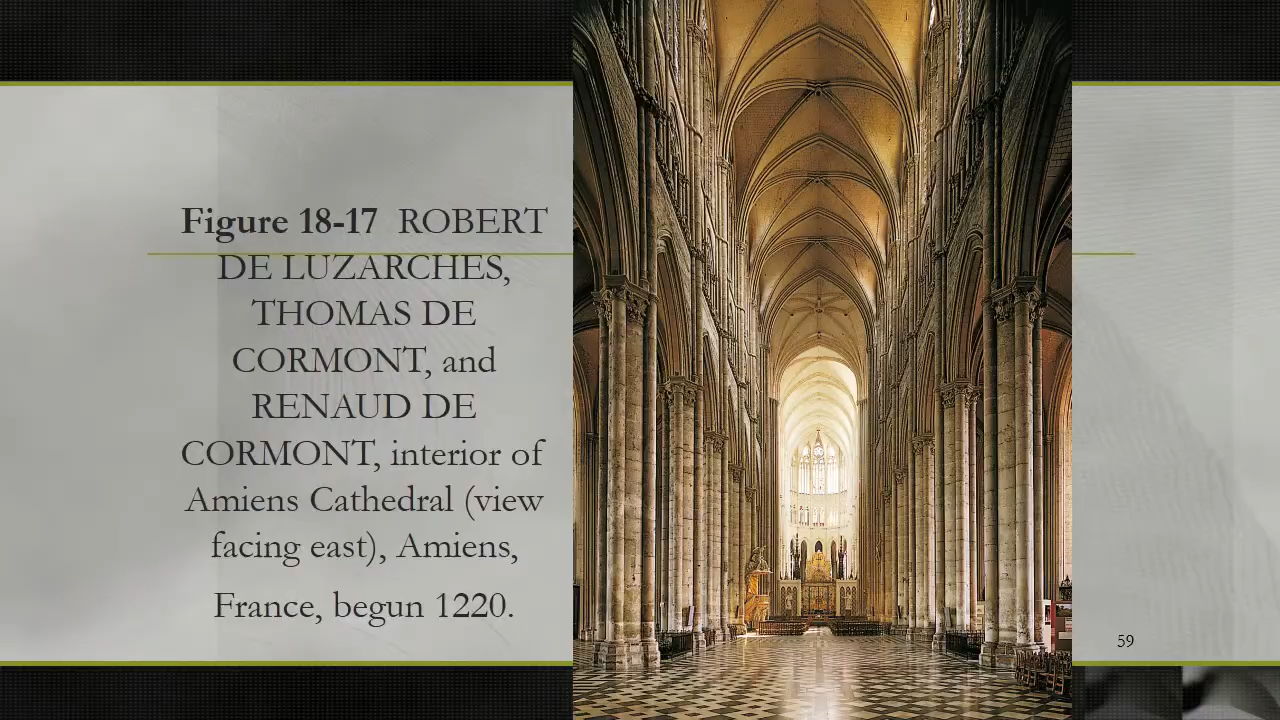 Figure 18-17 ROBERT
DE LUZARCHES,
THOMAS DE
CORMONT, and
RENAUD DE
CORMONT, interior of
Amiens Cathedral (view
facing east), Amiens,
France, begun 1220.
59